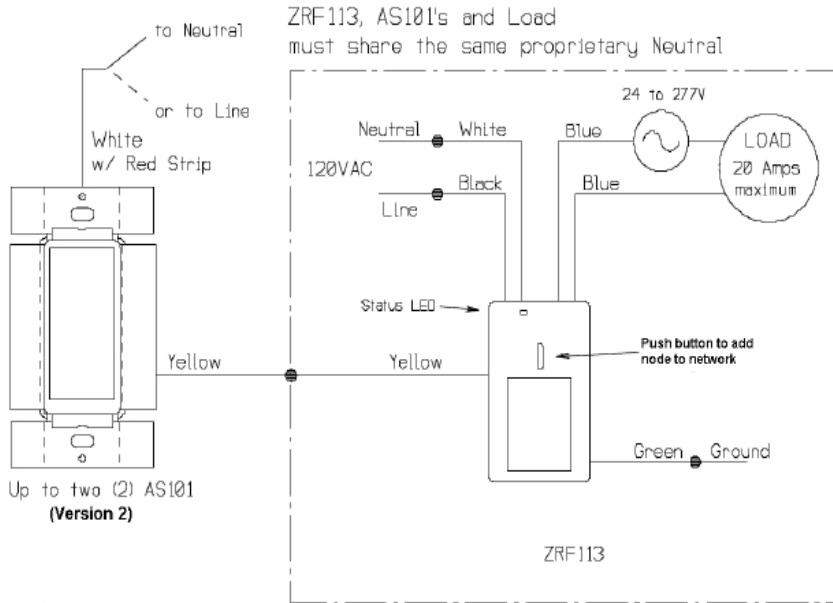 ZRF113, AS101's and Load
must share the same proprietary Neutral
to Neutral
or to Line
White
w/ Red Strip
24 to 277V
Neutral
White
Blue
LOAD
20 Amps
maximum
120VAC
Black
Blue
Line
Status LED
Push button to add
node to network
Yellow
Yellow
Green
Ground
Up to two (2) AS101
(Version 2)
ZRF113